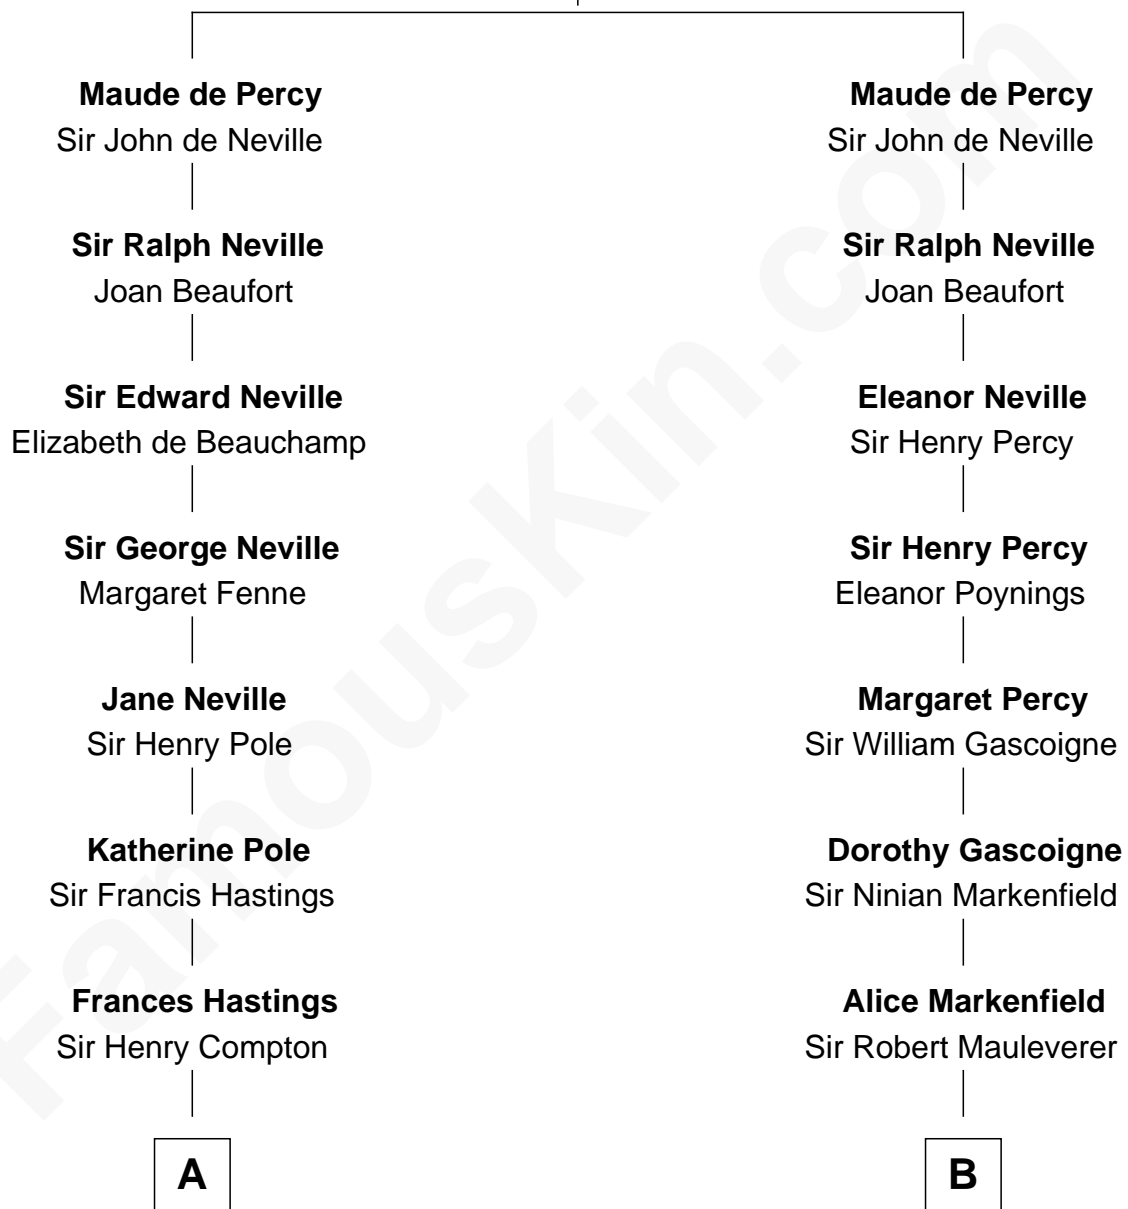 Maude de Percy
Sir John de Neville
Sir Ralph Neville
Joan Beaufort
Sir Edward Neville
Elizabeth de Beauchamp
Sir George Neville
Margaret Fenne
Jane Neville
Sir Henry Pole
Katherine Pole
Sir Francis Hastings
Frances Hastings
Sir Henry Compton
A
Maude de Percy
Sir John de Neville
Sir Ralph Neville
Joan Beaufort
Eleanor Neville
Sir Henry Percy
Sir Henry Percy
Eleanor Poynings
Margaret Percy
Sir William Gascoigne
Dorothy Gascoigne
Sir Ninian Markenfield
Alice Markenfield
Sir Robert Mauleverer
B
FamousKin.com